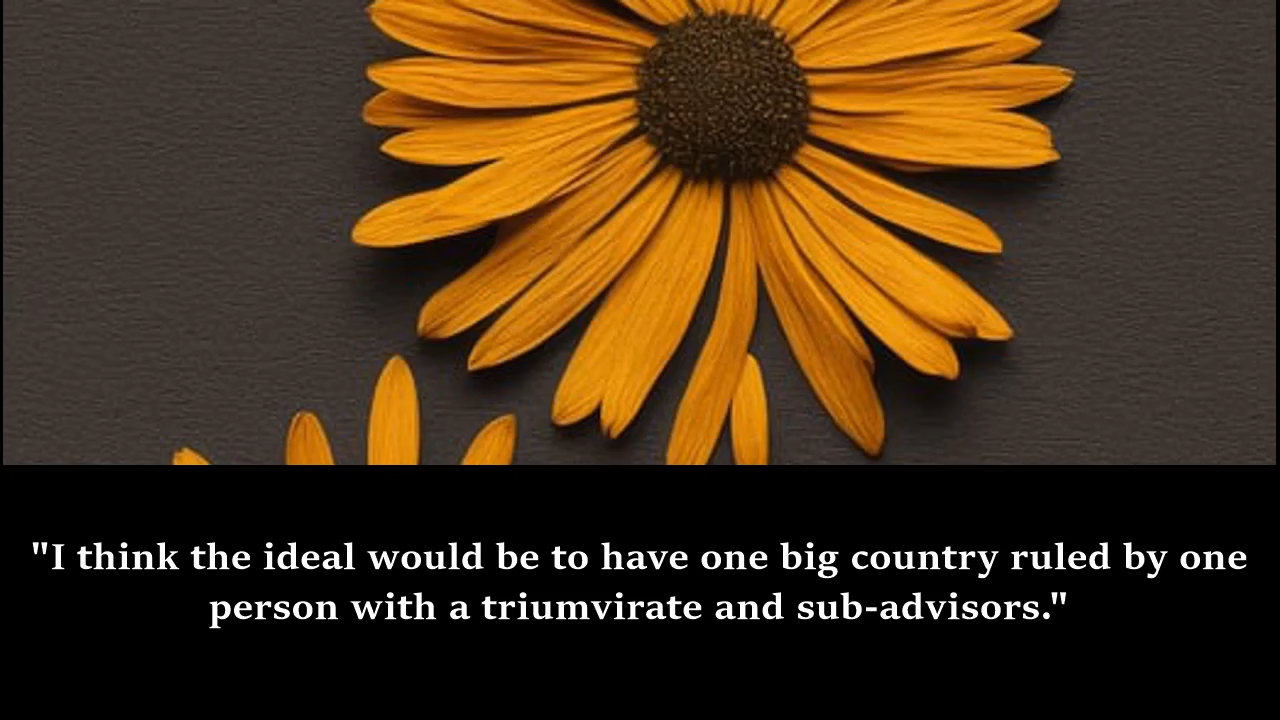 "I think the ideal would be to have one big country ruled by one
person with a triumvirate and sub-advisors."